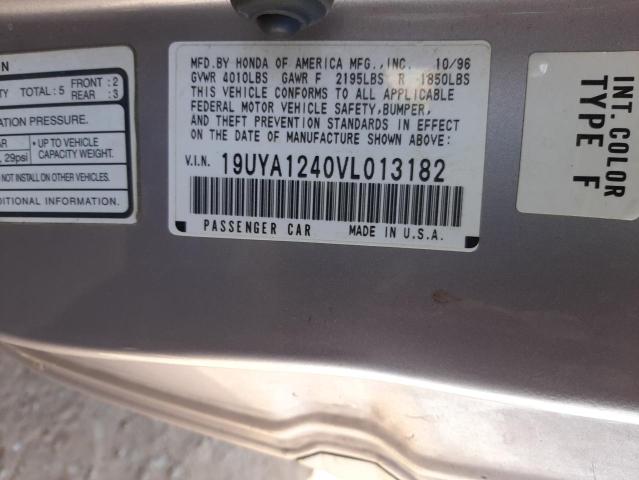 N
TY TOTAL: 5 FRONT: 2
REAR: 3
ATION PRESSURE.
R • UP TO VEHICLE
, 29psi CAPACITY WEIGHT.
NOT INSTALL ON OTHER VEHICLES.
DITIONAL INFORMATION.
MFD. BY HONDA OF AMERICA MFG., INC. 10/96
GVWR 4010LBS GAWR F 2195LBS R 1850LBS
THIS VEHICLE CONFORMS TO ALL APPLICABLE
FEDERAL MOTOR VEHICLE SAFETY, BUMPER,
AND THEFT PREVENTION STANDARDS IN EFFECT
ON THE DATE OF MANUFACTURE SHOWN ABOVE:
V.I.N. 19UYA1240VL013182
PASSENGER CAR MADE IN U.S.A.
INT. COLOR
TYPE F